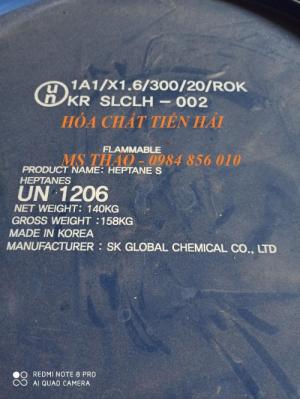 un 1A1/X1.6/300/20/ROK
KR SLCLH - 002
HÓA CHẤT TIẾN HẢI
FLAMMABLE
MS THAO - 0984 856 010
PRODUCT NAME: HEPTANE S
HEPTANES
UN 1206
NET WEIGHT: 140KG
GROSS WEIGHT: 158KG
MADE IN KOREA
MANUFACTURER : SK GLOBAL CHEMICAL CO., LTD
REDMI NOTE 8 PRO
AI QUAD CAMERA